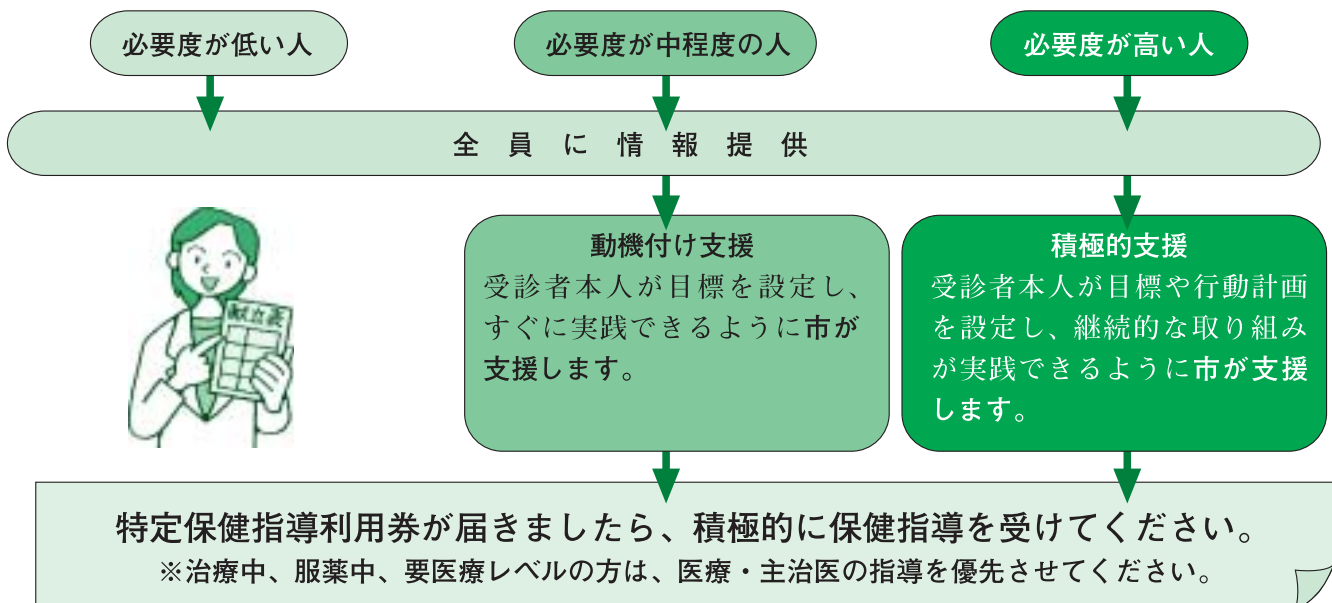 必要度が低い人
必要度が中程度の人
必要度が高い人
全員に情報提供
献立表
動機付け支援
受診者本人が目標を設定し、
すぐに実践できるように市が
支援します。
積極的支援
受診者本人が目標や行動計画
を設定し、継続的な取り組み
が実践できるように市が支援
します。
特定保健指導利用券が届きましたら、積極的に保健指導を受けてください。
※治療中、服薬中、要医療レベルの方は、医療・主治医の指導を優先させてください。